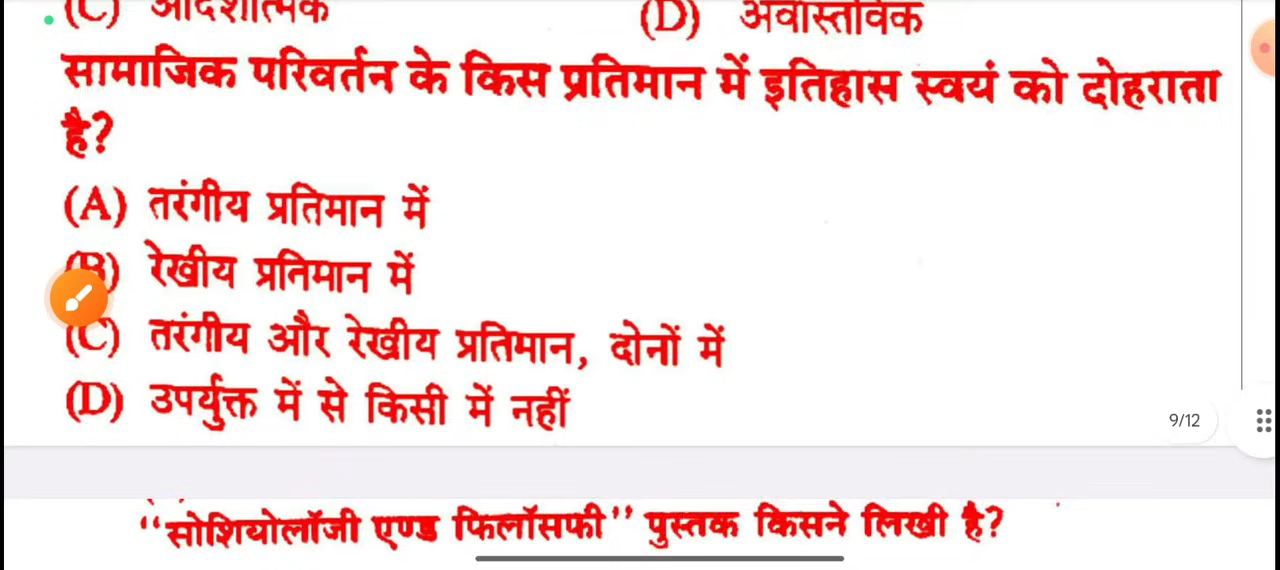 (C) आदर्शात्मक (D) अवास्तविक
सामाजिक परिवर्तन के किस प्रतिमान में इतिहास स्वयं को दोहराता
है?
(A) तरंगीय प्रतिमान में
(B) रेखीय प्रतिमान में
(C) तरंगीय और रेखीय प्रतिमान, दोनों में
(D) उपर्युक्त में से किसी में नहीं
9/12
“सोशियोलॉजी एण्ड फिलॉसफी” पुस्तक किसने लिखी है?